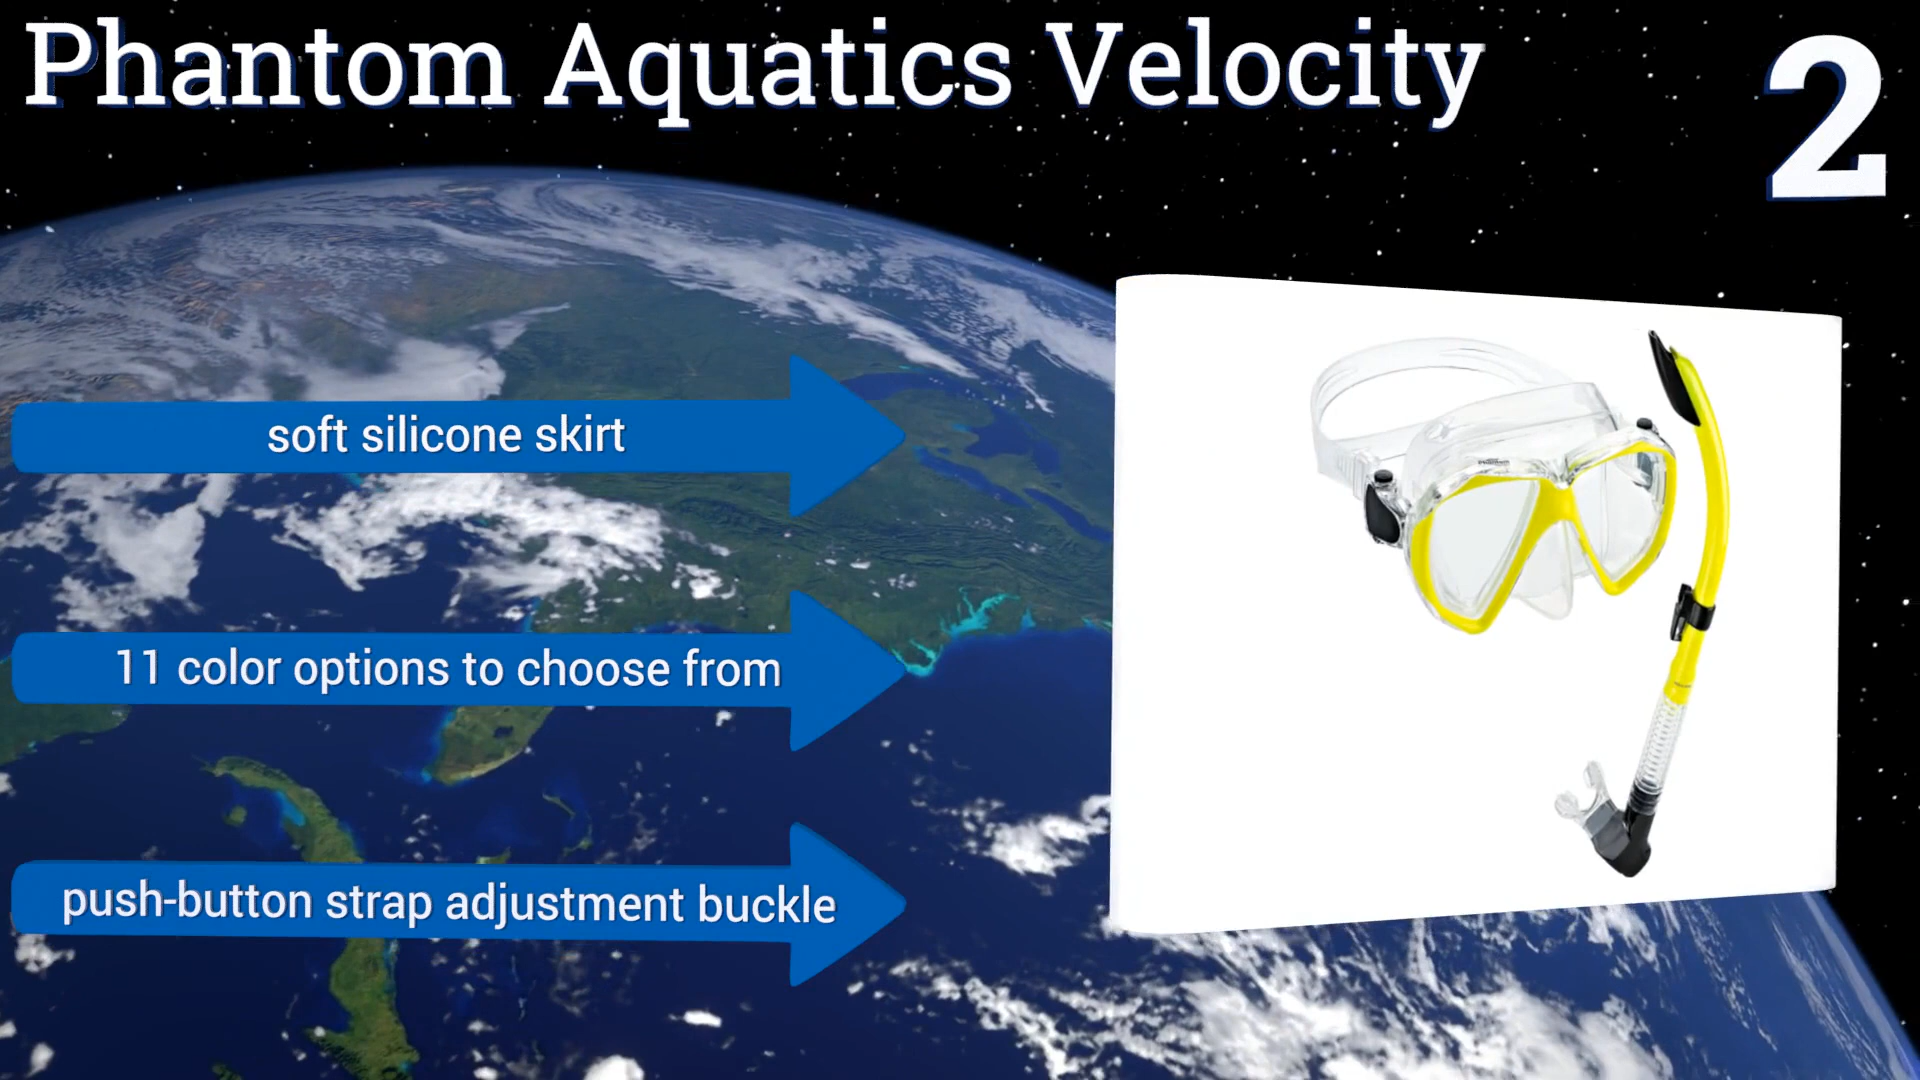 Phantom Aquatics Velocity
2
soft silicone skirt
11 color options to choose from
push-button strap adjustment buckle